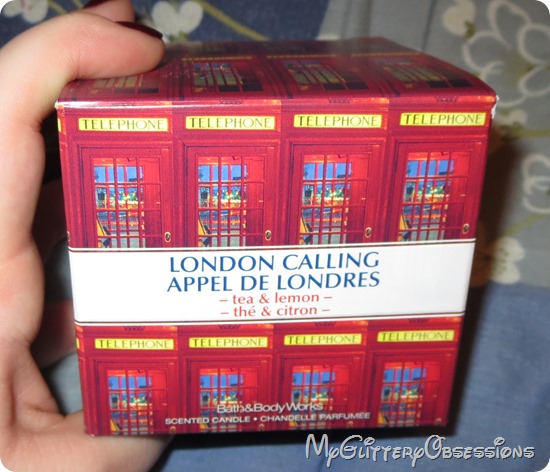 TELEPHONE TELEPHONE TELEPHONE TELEPHONE
LONDON CALLING
APPEL DE LONDRES
- tea & lemon -
- thé & citron -
TELEPHONE TELEPHONE TELEPHONE TELEPHONE
Bath&BodyWorks
SCENTED CANDLE • CHANDELLE PARFUMÉE
MyGlitteryObsessions